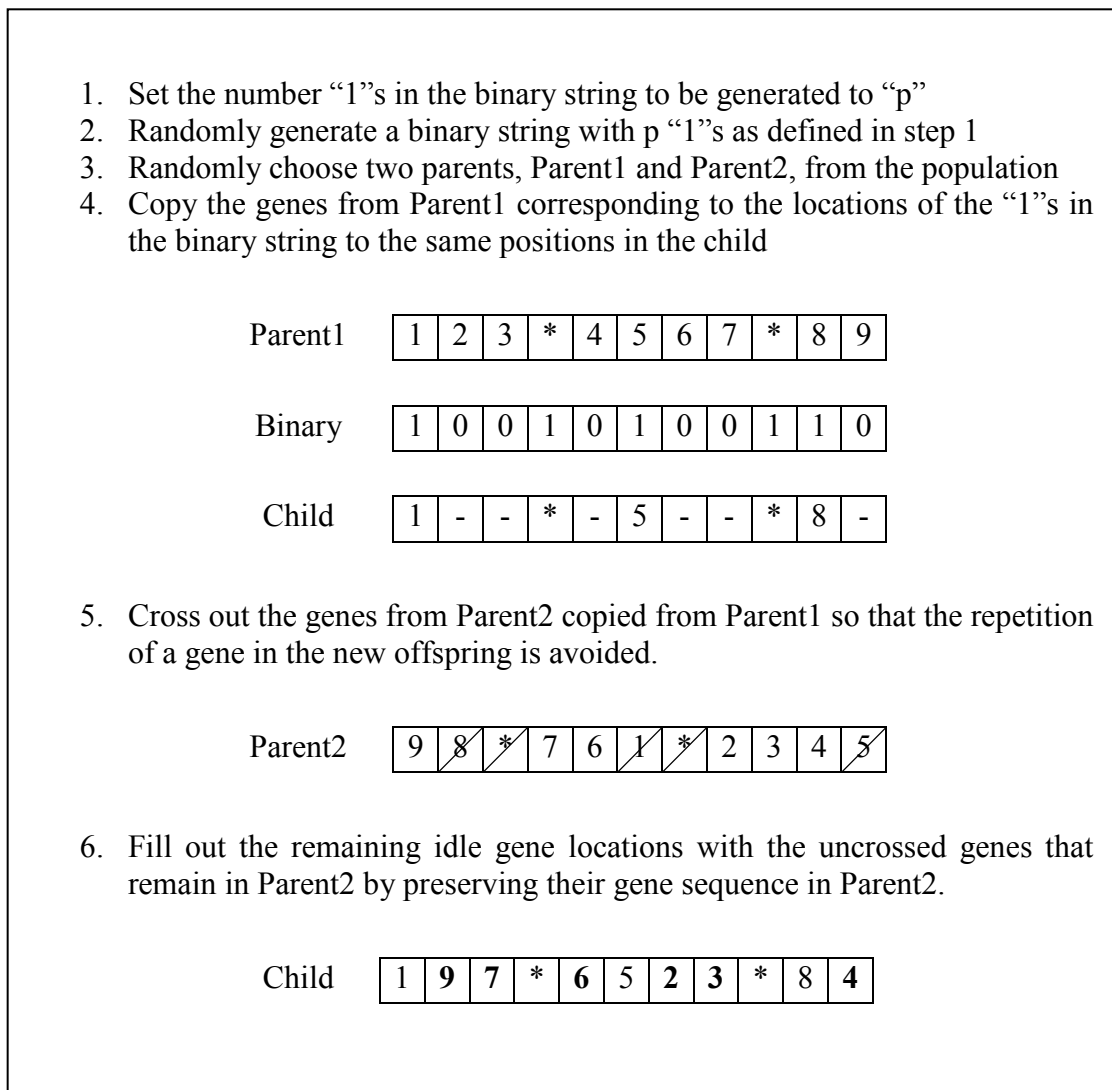 1. Set the number “1”s in the binary string to be generated to “p”
2. Randomly generate a binary string with p “1”s as defined in step 1
3. Randomly choose two parents, Parent1 and Parent2, from the population
4. Copy the genes from Parent1 corresponding to the locations of the “1”s in
the binary string to the same positions in the child
Parent1 1 2 3 * 4 5 6 7 * 8 9
Binary 1 0 0 1 0 1 0 0 1 1 0
Child 1 - - * - 5 - - * 8 -
5. Cross out the genes from Parent2 copied from Parent1 so that the repetition
of a gene in the new offspring is avoided.
Parent2 9 8 * 7 6 1 * 2 3 4 5
6. Fill out the remaining idle gene locations with the uncrossed genes that
remain in Parent2 by preserving their gene sequence in Parent2.
Child 1 9 7 * 6 5 2 3 * 8 4